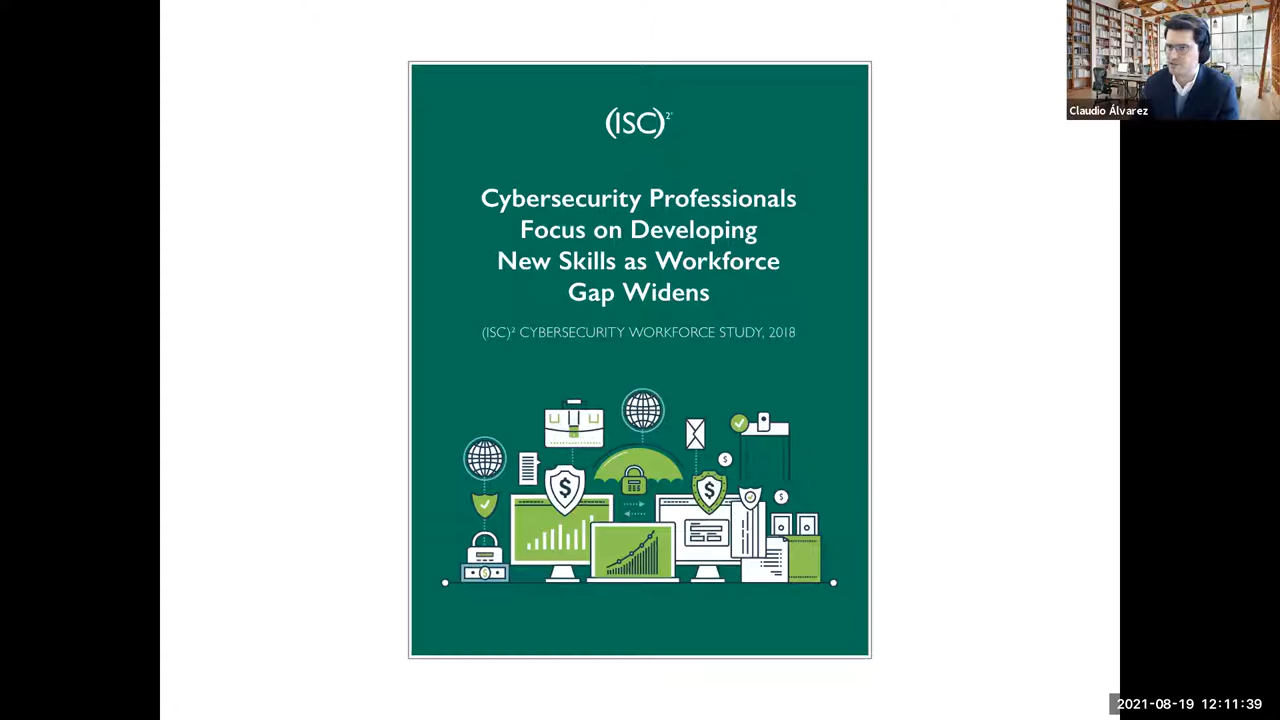 (ISC)²
Cybersecurity Professionals
Focus on Developing
New Skills as Workforce
Gap Widens
(ISC)² CYBERSECURITY WORKFORCE STUDY, 2018
$
$
$
$
$
Claudio Álvarez
2021-08-19 12:11:39